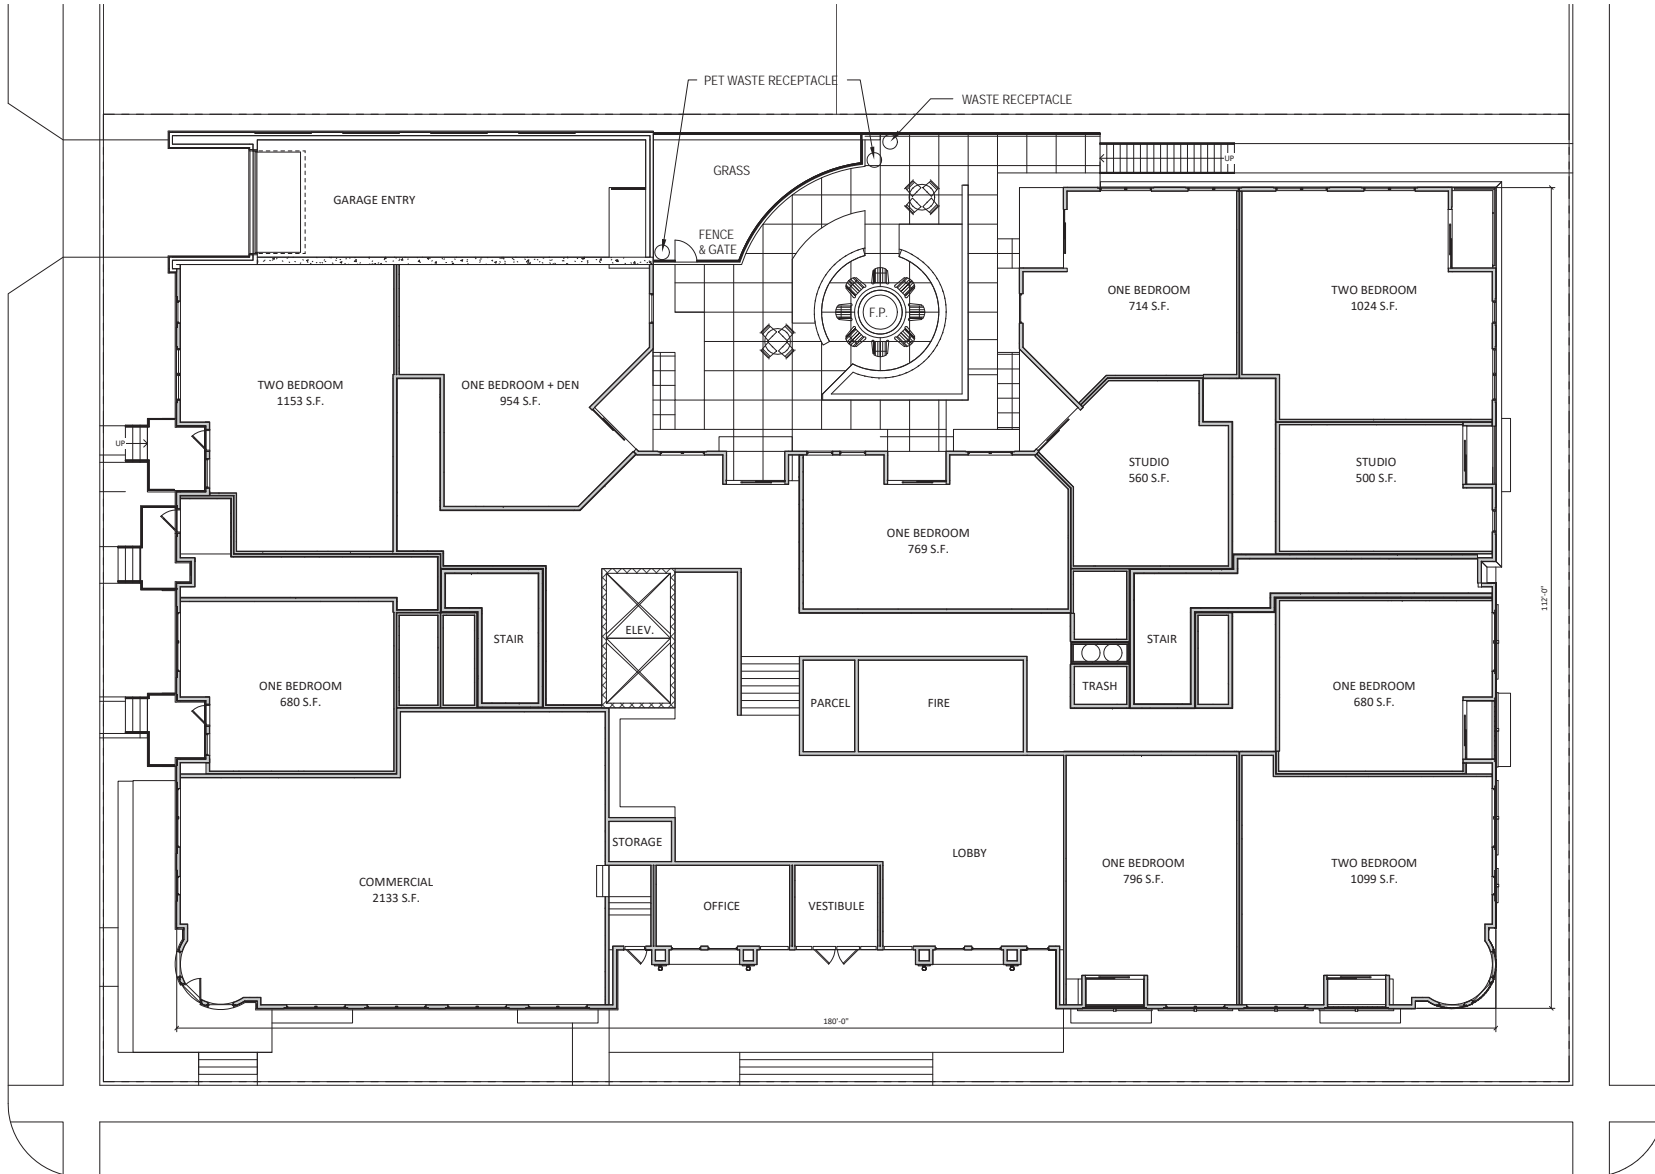 PET WASTE RECEPTACLE
WASTE RECEPTACLE
UP
GRASS
GARAGE ENTRY
FENCE
& GATE
F.P.
ONE BEDROOM
714 S.F.
TWO BEDROOM
1024 S.F.
TWO BEDROOM
1153 S.F.
ONE BEDROOM + DEN
954 S.F.
UP
STUDIO
560 S.F.
STUDIO
500 S.F.
ONE BEDROOM
769 S.F.
112'-0"
ELEV.
STAIR
STAIR
ONE BEDROOM
680 S.F.
PARCEL
FIRE
TRASH
ONE BEDROOM
680 S.F.
STORAGE
LOBBY
COMMERCIAL
2133 S.F.
OFFICE
VESTIBULE
ONE BEDROOM
796 S.F.
TWO BEDROOM
1099 S.F.
180'-0"